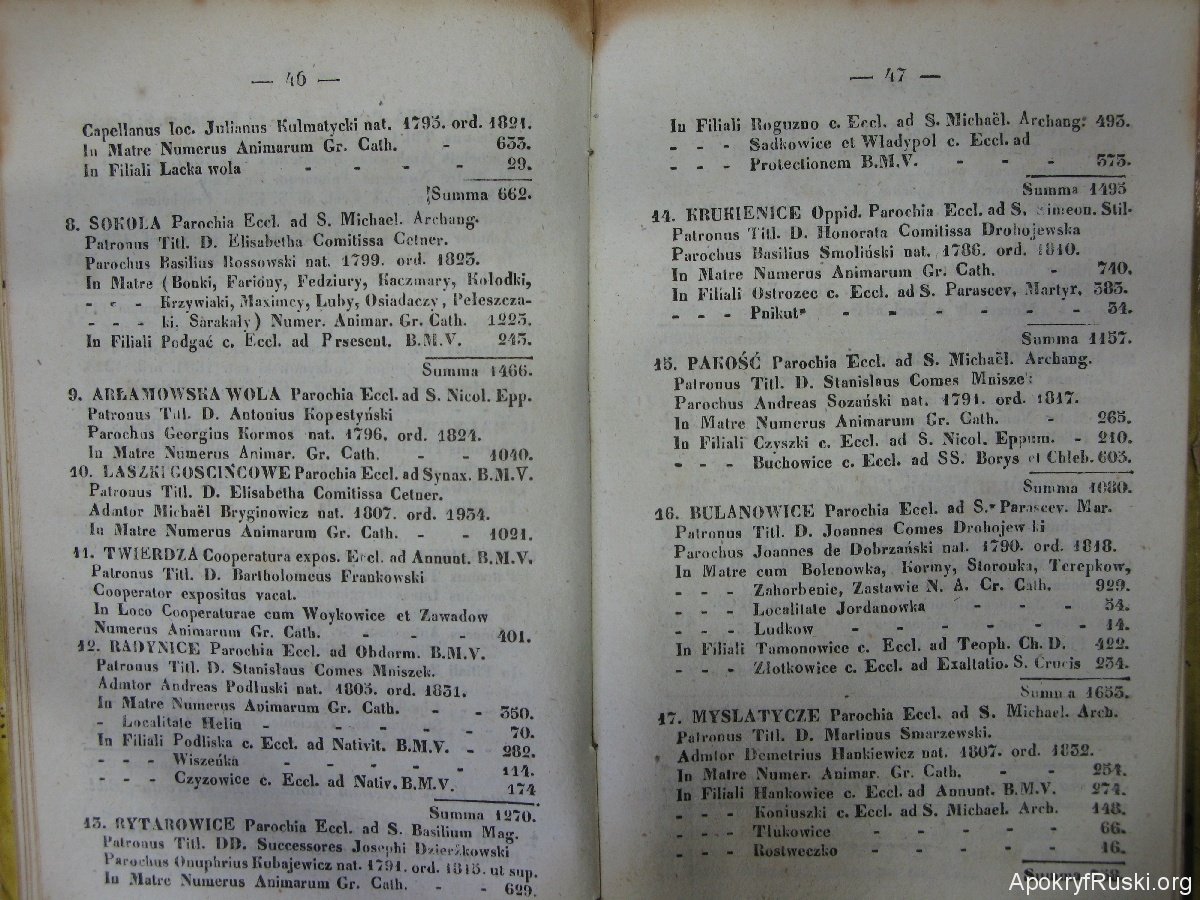 — 46 —
Capellanus loc. Julianus Kulmatycki nat. 1795. ord. 1821.
In Matre Numerus Animarum Gr. Cath. - 633.
In Filiali Lacka wola - - - 29.
Summa 662.
8. SOKOLA Parochia Eccl. ad S. Michael. Archang.
Patronus Titl. D. Elisabetha Comitissa Cetner.
Parochus Basilius Rossowski nat. 1799. ord. 1823.
In Matre (Bonki, Fariony, Fedziury, Kaczmary, Kolodki,
- - - Krzywiaki, Maximcy, Luby, Osiadaczy, Peleszcza-
- - - ki, Sarakaly) Numer. Animar. Gr. Cath. 1223.
In Filiali Podgać c. Eccl. ad Prsesent. B.M.V. 243.
Summa 1466.
9. ARŁAMOWSKA WOLA Parochia Eccl. ad S. Nicol. Epp.
Patronus Titl. D. Antonius Kopestyński
Parochus Georgius Kormos nat. 1796. ord. 1824.
In Matre Numerus Animar. Gr. Cath. - - 1040.
10. LASZKI GOSCIŃCOWE Parochia Eccl. ad Synax. B.M.V.
Patronus Titl. D. Elisabetha Comitissa Cetner.
Admtor Michaël Bryginowicz nat. 1807. ord. 1934.
In Matre Numerus Animarum Gr. Cath. - - 1021.
11. TWIERDZA Cooperatura expos. Eccl. ad Annunt. B.M.V.
Patronus Titl. D. Bartholomeus Frankowski
Cooperator expositus vacat.
In Loco Cooperaturae cum Woykowice et Zawadow
Numerus Animarum Gr. Cath. - - - 401.
12. RADYNICE Parochia Eccl. ad Obdorm. B.M.V.
Patronus Titl. D. Stanislaus Comes Mniszek.
Admtor Andreas Podluski nat. 1803. ord. 1831.
In Matre Numerus Animarum Gr. Cath. - - 350.
- Localitate Helin - - - - - 70.
In Filiali Podliska c. Eccl. ad Nativit. B.M.V. - 282.
- - - Wiszeńka - - - - - 114.
- - - Czyzowice c. Eccl. ad Nativ. B.M.V. 174
Summa 1270.
13. RYTAROWICE Parochia Eccl. ad S. Basilium Mag.
Patronus Titl. DD. Successores Josephi Dzierżkowski
Parochus Onuphrius Kubajewicz nat. 1791. ord. 1815. ut sup.
In Matre Numerus Animarum Gr. Cath. - - 629.
— 47 —
In Filiali Roguzno c. Eccl. ad S. Michaël. Archang. 493.
- - - Sadkowice et Władypol c. Eccl. ad
- - - Protectionem B.M.V. - - - 373.
Summa 1495
14. KRUKIENICE Oppid. Parochia Eccl. ad S. Simeon. Stil-
Patronus Titl. D. Honorata Comitissa Drohojewska
Parochus Basilius Smoliński nat. 1786. ord. 1810.
In Matre Numerus Animarum Gr. Cath. - 740.
In Filiali Ostrozec c. Eccl. ad S. Parascev. Martyr. 383.
- - - Pnikut - - - - - - 34.
Summa 1157.
15. PAKOŚĆ Parochia Eccl. ad S. Michaël. Archang.
Patronus Titl. D. Stanislaus Comes Mniszek
Parochus Andreas Sozański nat. 1791. ord. 1817.
In Matre Numerus Animarum Gr. Cath. - 265.
In Filiali Czyszki c. Eccl. ad S. Nicol. Eppum. - 210.
- - - Buchowice c. Eccl. ad SS. Borys et Chleb. 605.
Summa 1080.
16. BULANOWICE Parochia Eccl. ad S. Parascev. Mar.
Patronus Titl. D. Joannes Comes Drohojewski
Parochus Joannes de Dobrzański nat. 1790. ord. 1818.
In Matre cum Bolenowka, Kormy, Storouka, Terepkow,
- - - Zahorbenie, Zastawie N. A. Cr. Cath. 929.
- - - Localitate Jordanowka - - - 54.
- - - Ludkow - - - - - - 14.
In Filiali Tamonowice c. Eccl. ad Teoph. Ch. D. 422.
- - - Złotkowice c. Eccl. ad Exaltatio. S. Crucis 234.
Summa 1653.
17. MYSLATYCZE Parochia Eccl. ad S. Michael. Arch.
Patronus Titl. D. Martinus Smarzewski.
Admtor Demetrius Hankiewicz nat. 1807. ord. 1832.
In Matre Numer. Animar. Gr. Cath. - - 254.
In Filiali Hankowice c. Eccl. ad Annunt. B.M.V. 274.
- - - Koniuszki c. Eccl. ad S. Michael. Arch. 148.
- - - Tlukowice - - - - - 66.
- - - Rostweczko - - - - - 16.
Summa
ApokryfRuski.org